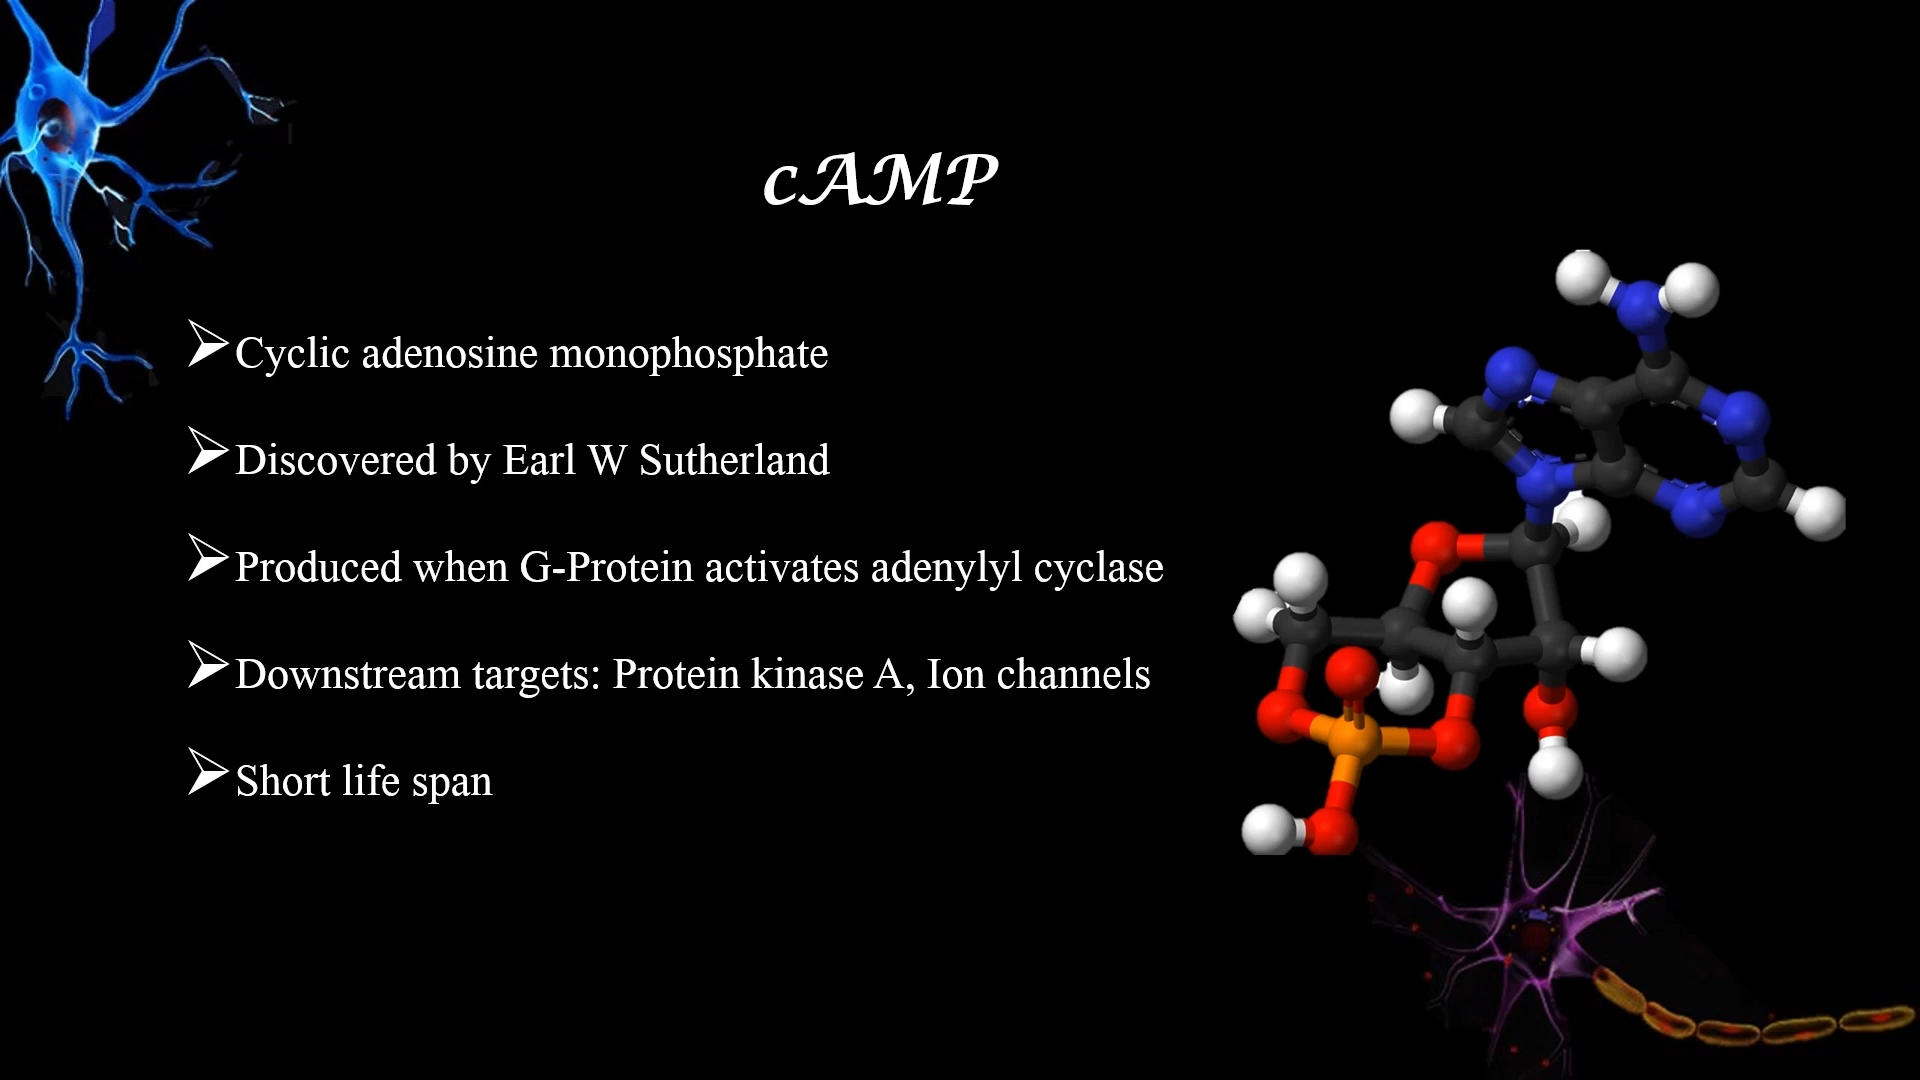 cAMP
Cyclic adenosine monophosphate
Discovered by Earl W Sutherland
Produced when G-Protein activates adenylyl cyclase
Downstream targets: Protein kinase A, Ion channels
Short life span